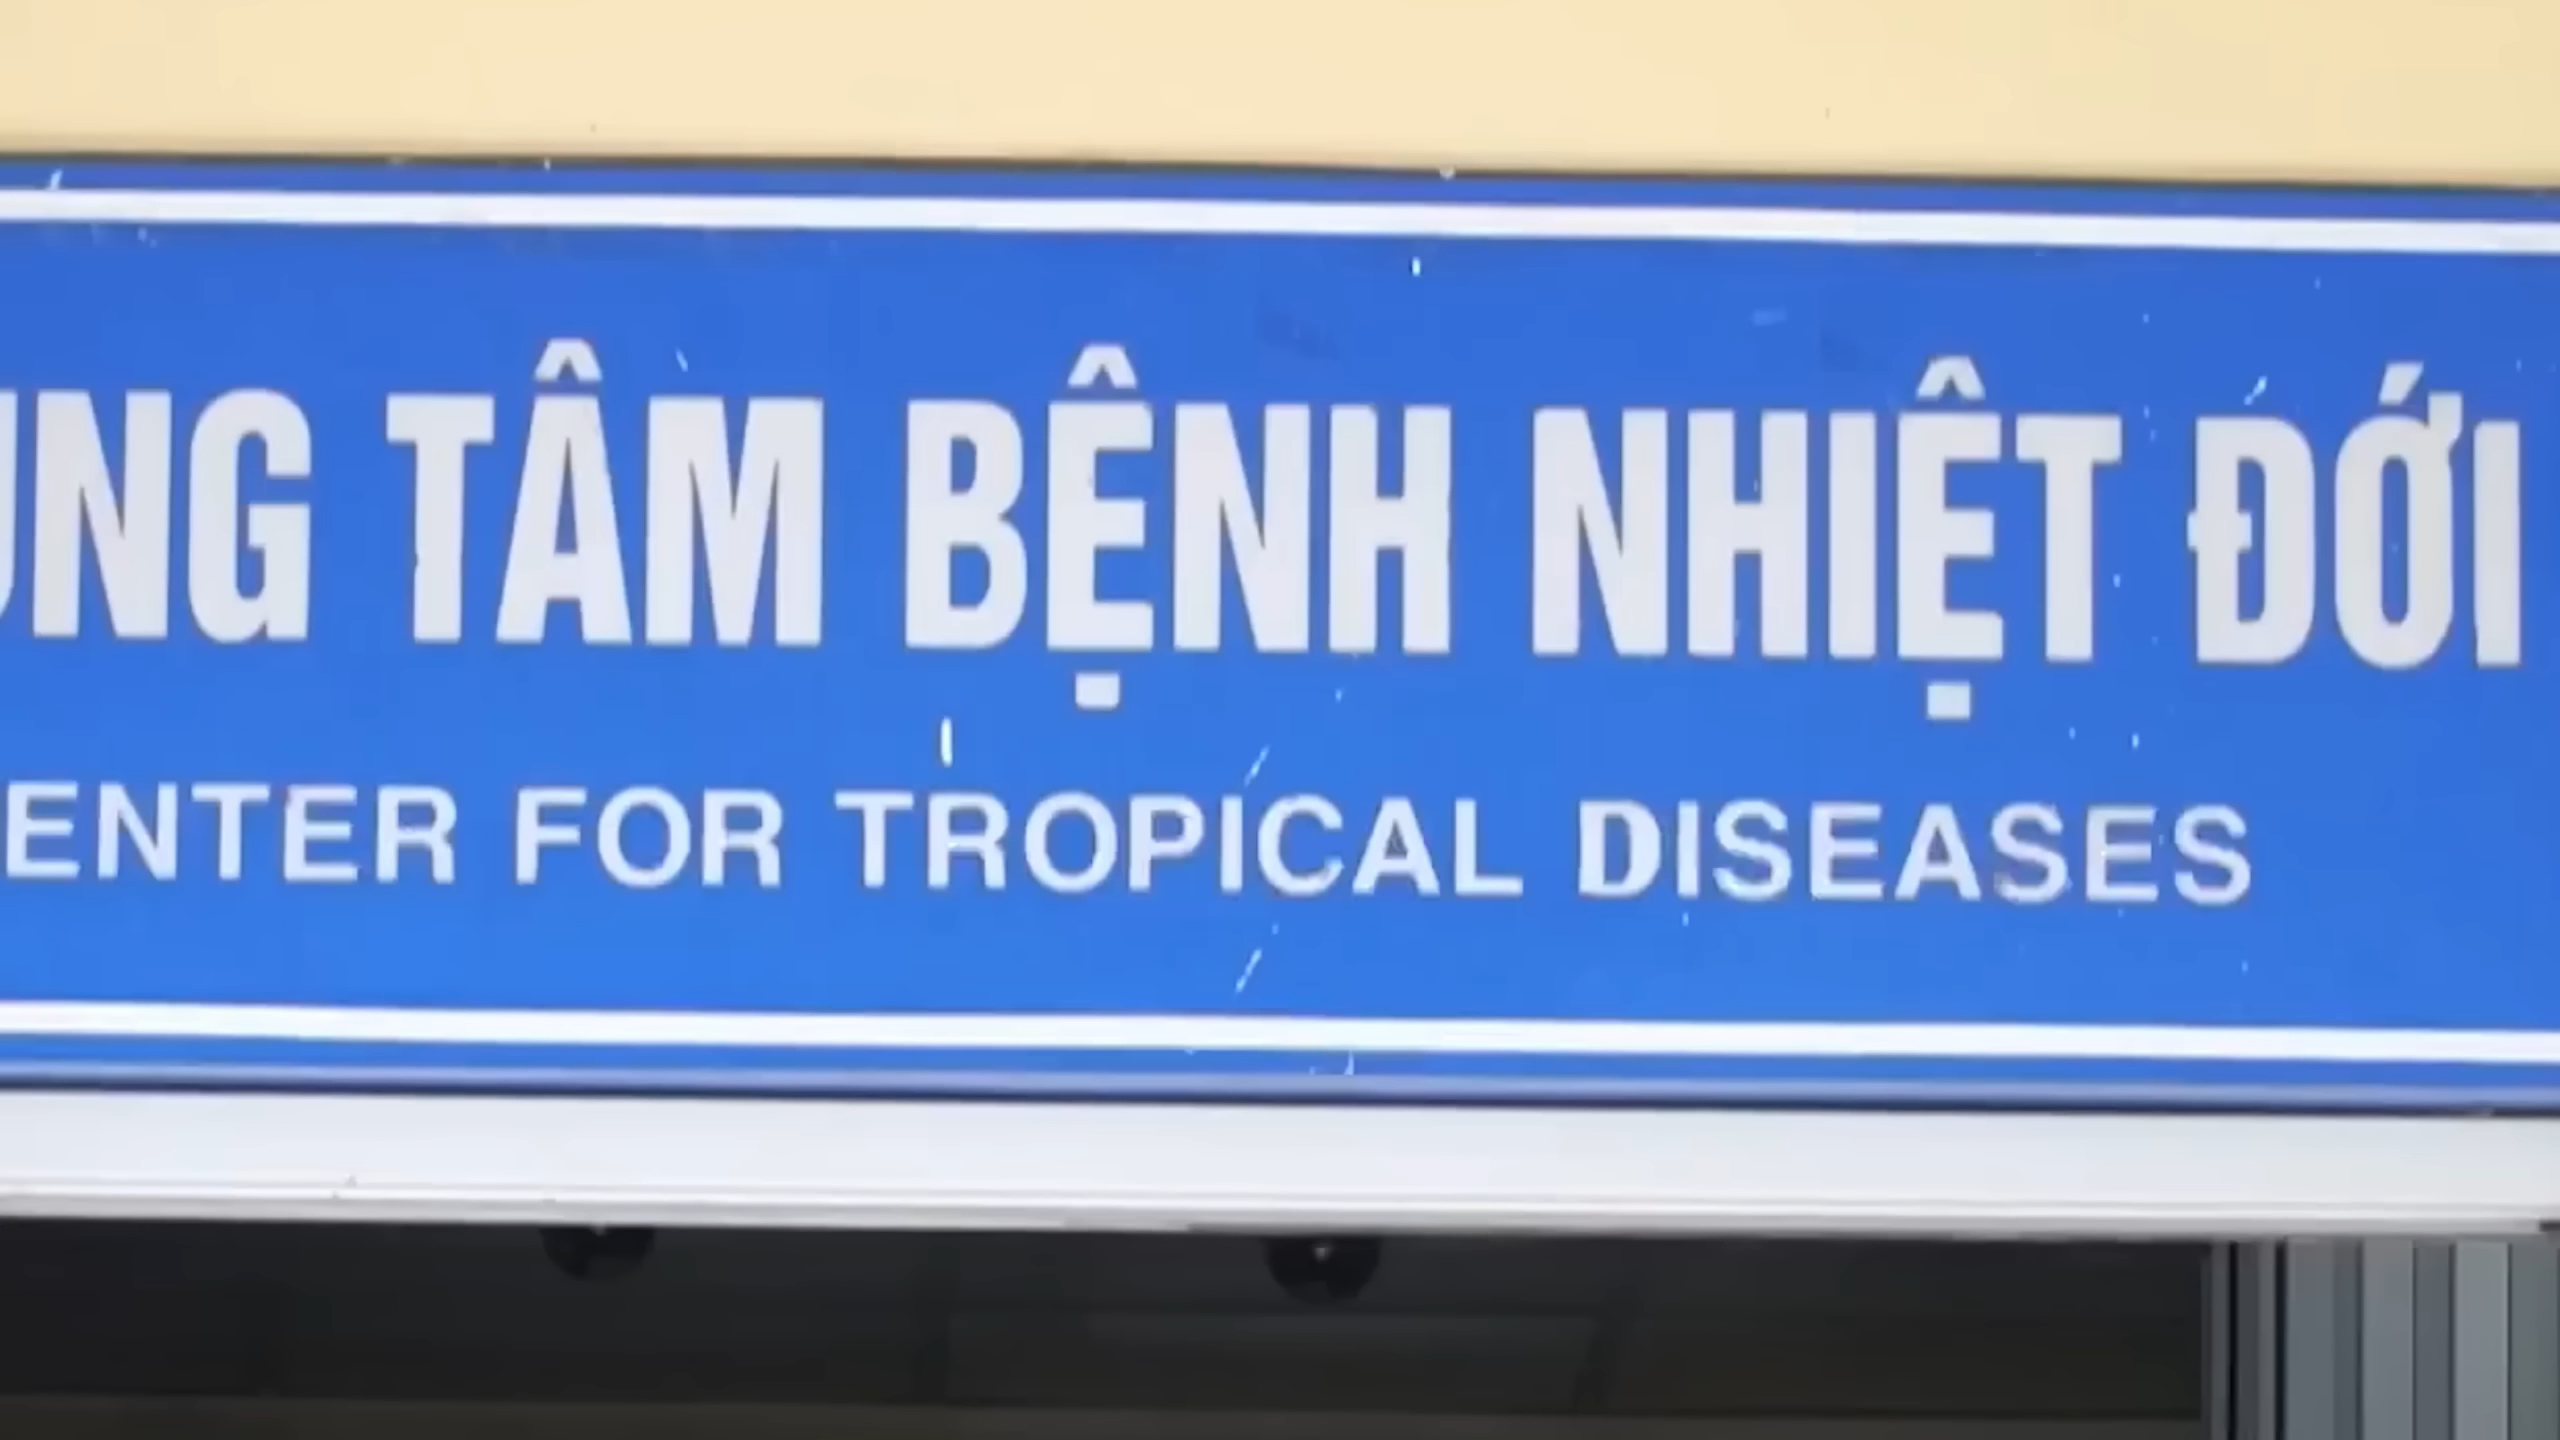 UNG TÂM BỆNH NHIỆT ĐỚI
ENTER FOR TROPICAL DISEASES